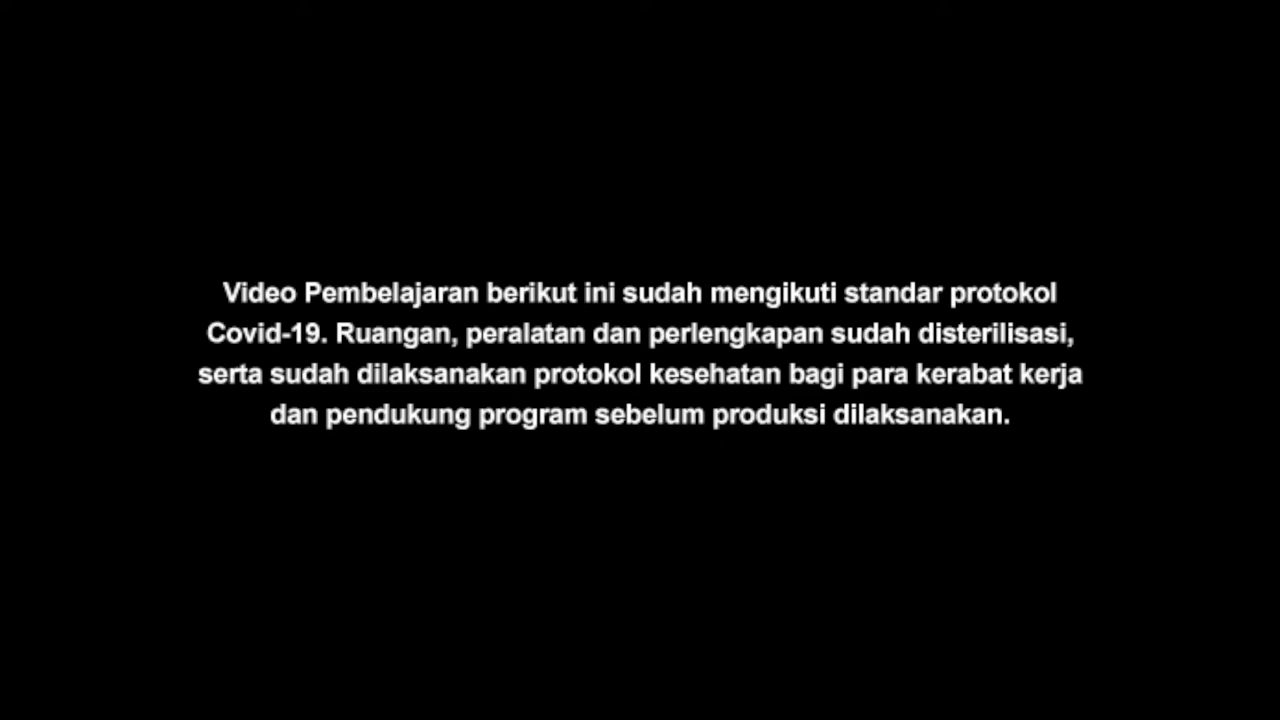 Video Pembelajaran berikut ini sudah mengikuti standar protokol
Covid-19. Ruangan, peralatan dan perlengkapan sudah disterilisasi,
serta sudah dilaksanakan protokol kesehatan bagi para kerabat kerja
dan pendukung program sebelum produksi dilaksanakan.